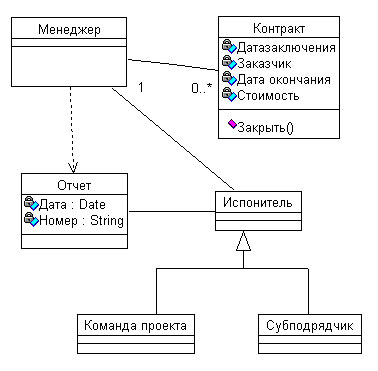 Менеджер
Контракт
Датазаключения
Заказчик
Дата окончания
Стоимость
Закрыть()
1
0..*
Отчет
Дата : Date
Номер : String
Испонитель
Команда проекта
Субподрядчик